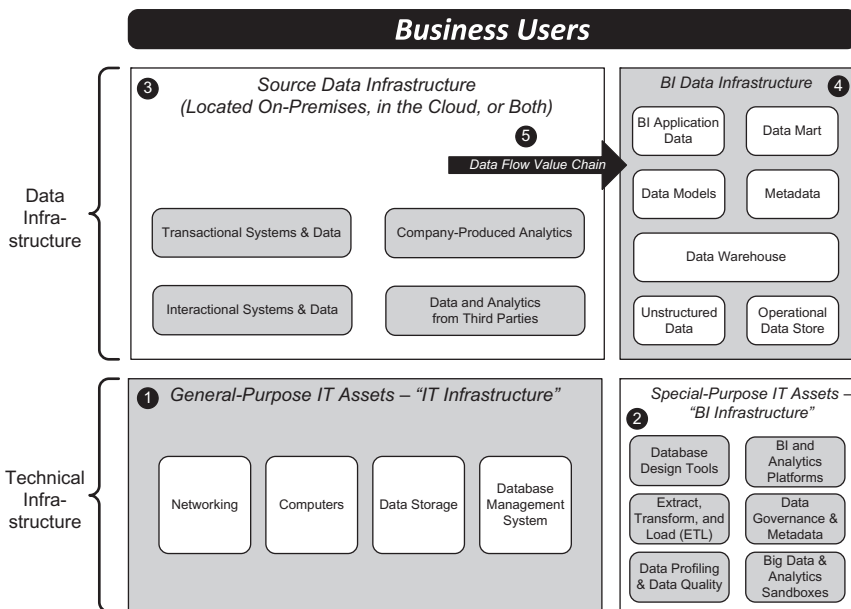 Business Users
Data
Infra-
structure
3
Source Data Infrastructure
(Located On-Premises, in the Cloud, or Both)
5
Data Flow Value Chain
Transactional Systems & Data
Company-Produced Analytics
Interactional Systems & Data
Data and Analytics
from Third Parties
BI Data Infrastructure
4
BI Application
Data
Data Mart
Data Models
Metadata
Data Warehouse
Unstructured
Data
Operational
Data Store
Technical
Infra-
structure
1
General-Purpose IT Assets – “IT Infrastructure”
Networking
Computers
Data Storage
Database
Management
System
Special-Purpose IT Assets –
“BI Infrastructure”
2
Database
Design Tools
BI and
Analytics
Platforms
Extract,
Transform, and
Load (ETL)
Data
Governance &
Metadata
Data Profiling
& Data Quality
Big Data &
Analytics
Sandboxes